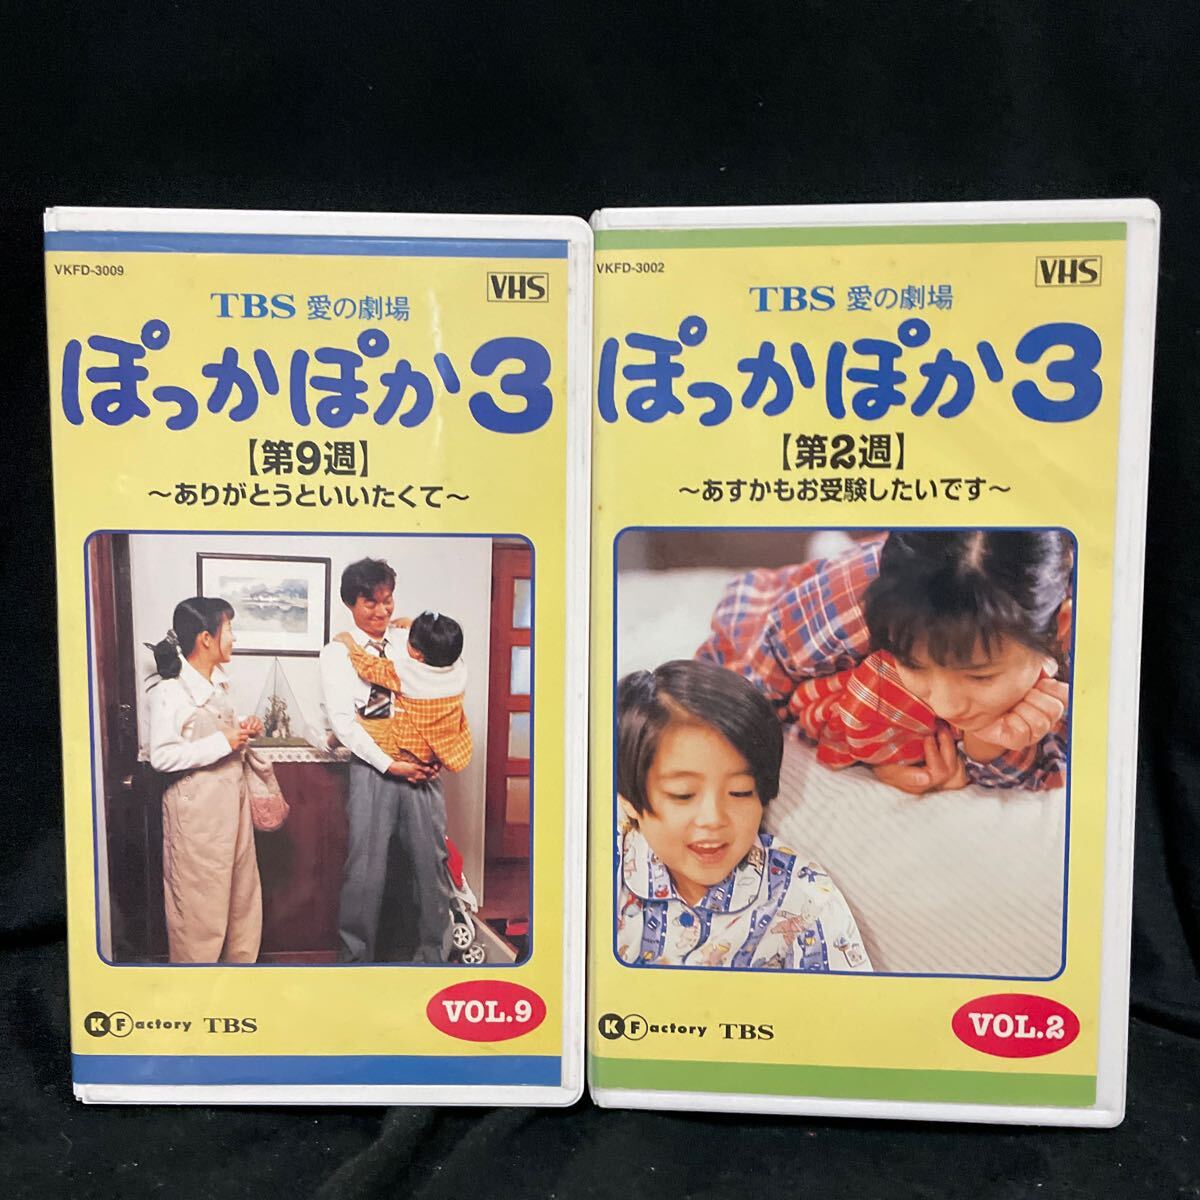 VKFD-3009
VHS
TBS 愛の劇場
ぽっかぽか3
【第9週】
〜ありがとうといいたくて〜
KFactory TBS
VOL.9
VKFD-3002
VHS
TBS 愛の劇場
ぽっかぽか3
【第2週】
〜あすかもお受験したいです〜
KFactory TBS
VOL.2